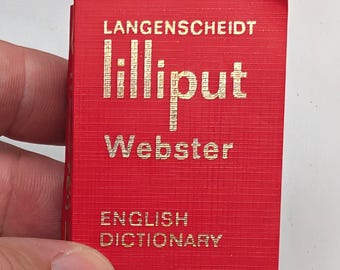 LANGENSCHEIDT
lilliput
Webster
ENGLISH
DICTIONARY